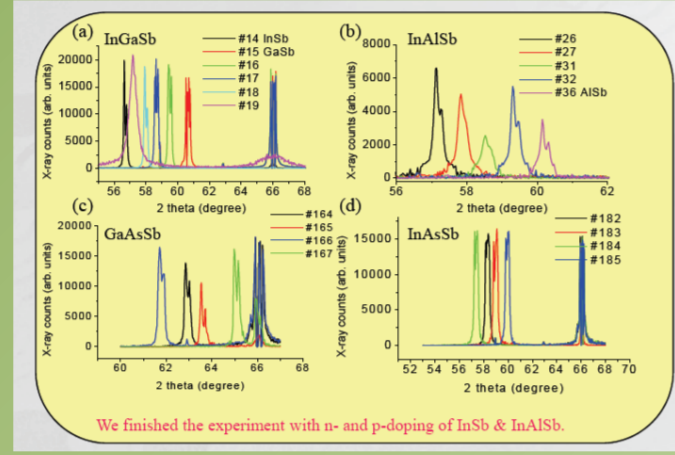 (a)
InGaSb
#14 InSb
#15 GaSb
#16
#17
#18
#19
20000
15000
10000
5000
0
X-ray counts (arb. units)
56 58 60 62 64 66 68
2 theta (degree)
(b)
InAlSb
#26
#27
#31
#32
#36 AlSb
8000
6000
4000
2000
0
X-ray counts (arb. units)
56 58 60 62
2 theta (degree)
(c)
GaAsSb
#164
#165
#166
#167
20000
15000
10000
5000
0
X-ray counts (arb. units)
60 62 64 66 68
2 theta (degree)
(d)
InAsSb
#182
#183
#184
#185
15000
10000
5000
0
X-ray counts (arb. units)
52 54 56 58 60 62 64 66 68 70
2 theta (degree)
We finished the experiment with n- and p-doping of InSb & InAlSb.